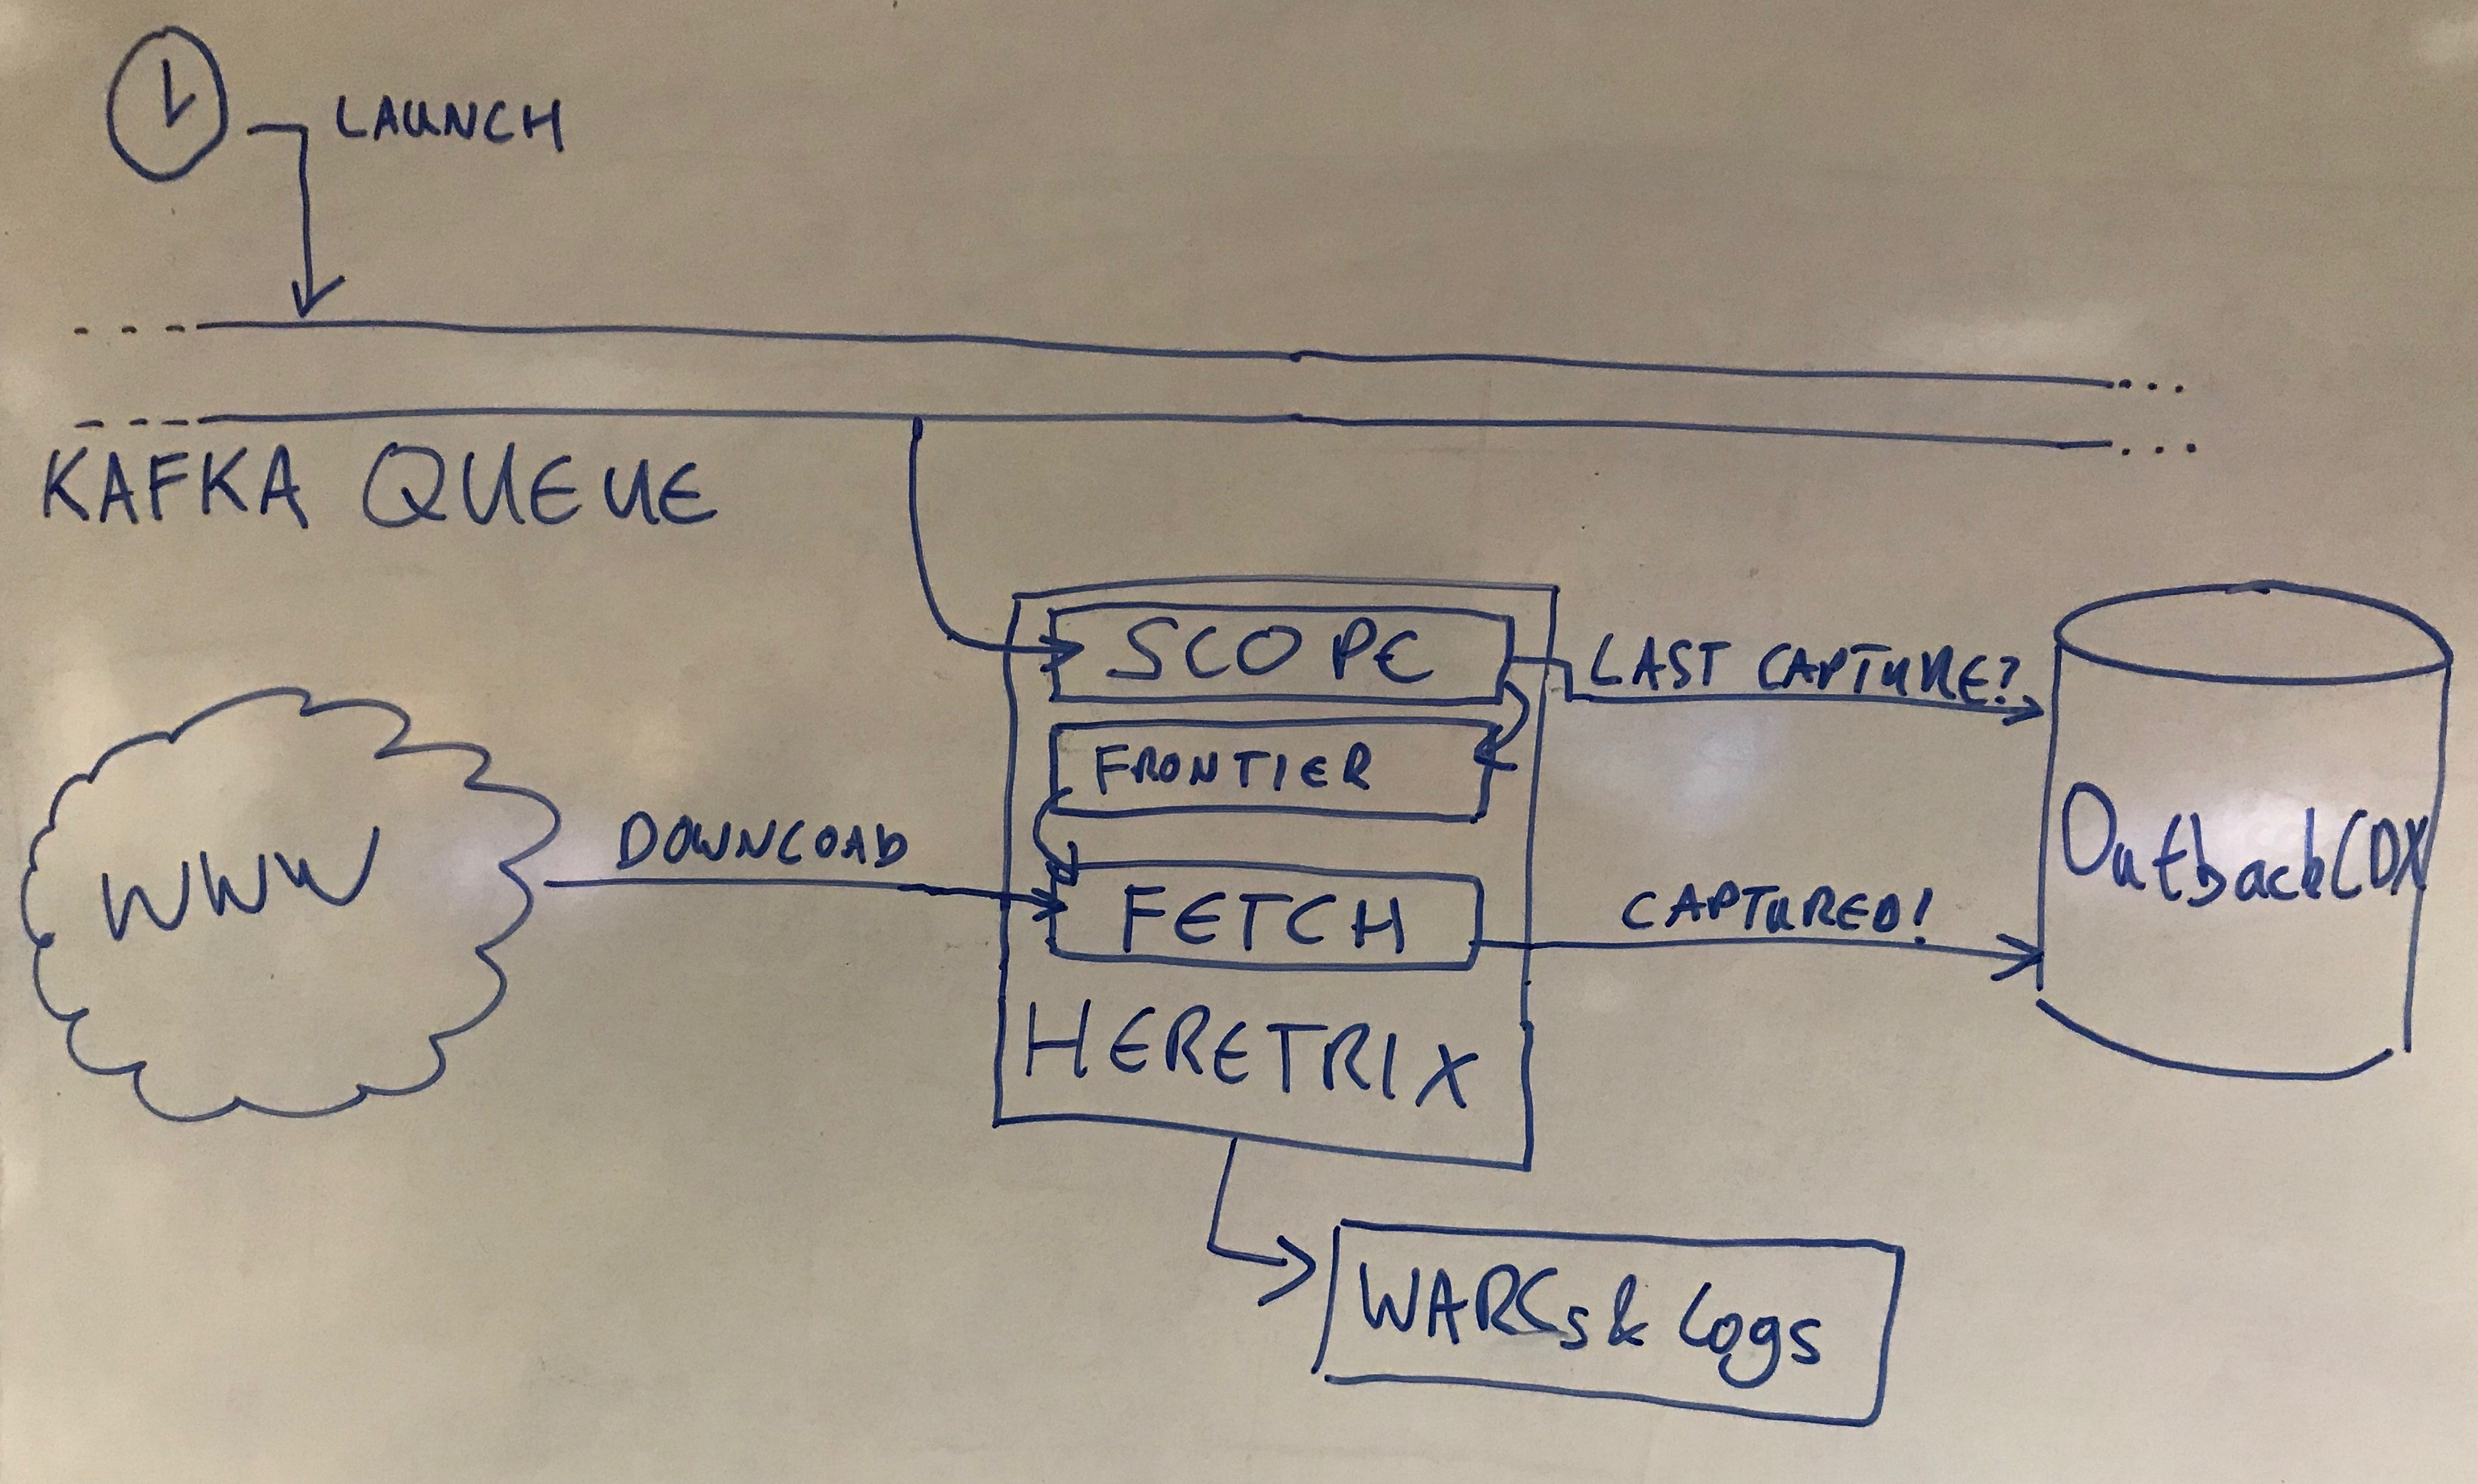 LAUNCH
KAFKA QUEUE
SCOPE
LAST CAPTURE?
FRONTIER
OutbackCDX
WWW
DOWNLOAD
FETCH
CAPTURED!
HERETRIX
WARCs & Logs